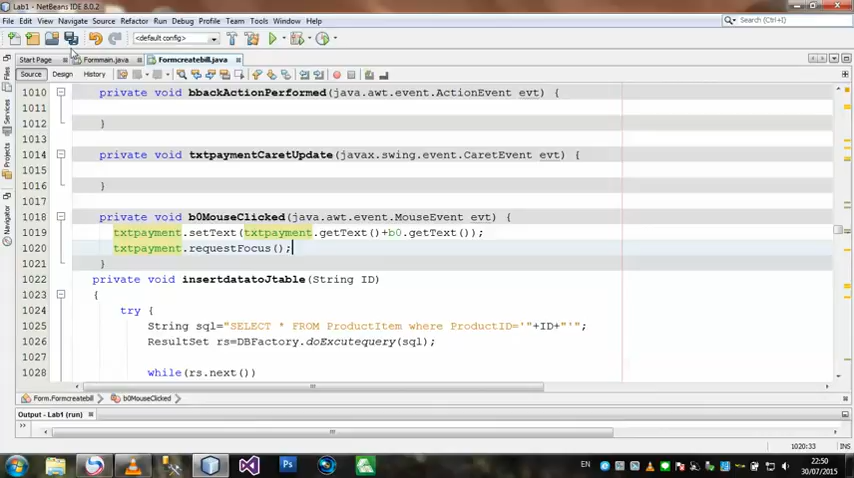 Lab1 - NetBeans IDE 8.0.2
File Edit View Navigate Source Refactor Run Debug Profile Team Tools Window Help
Search (Ctrl+I)
<default config>
Start Page Formmain.java Formcreatebill.java
Source Design History
1010 private void bbackActionPerformed(java.awt.event.ActionEvent evt) {
1011
1012 }
1013
1014 private void txtpaymentCaretUpdate(javax.swing.event.CaretEvent evt) {
1015
1016 }
1017
1018 private void b0MouseClicked(java.awt.event.MouseEvent evt) {
1019 txtpayment.setText(txtpayment.getText()+b0.getText());
1020 txtpayment.requestFocus();
1021 }
1022 private void insertdatatoJtable(String ID)
1023 {
1024 try {
1025 String sql="SELECT * FROM ProductItem where ProductID='"+ID+"'";
1026 ResultSet rs=DBFactory.doExcutequery(sql);
1027
1028 while(rs.next())
Files
Services
Projects
Navigator
Form.Formcreatebill b0MouseClicked
Output - Lab1 (run)
1020:33 INS
EN
22:50
30/07/2015